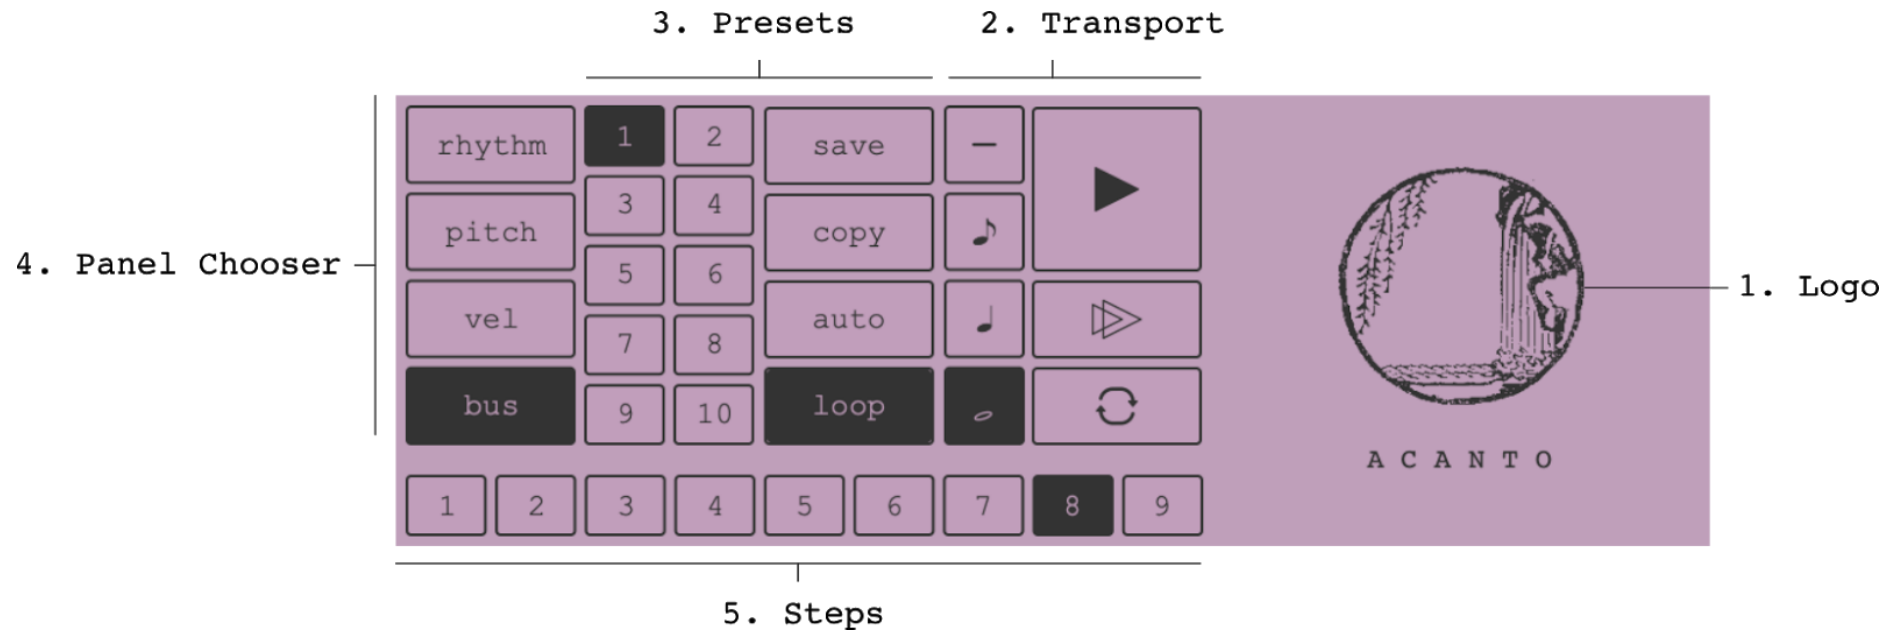 3. Presets
2. Transport
4. Panel Chooser
rhythm
pitch
vel
bus
1 2
3 4
5 6
7 8
9 10
save
copy
auto
loop
1 2 3 4 5 6 7 8 9
1. Logo
A C A N T O
5. Steps